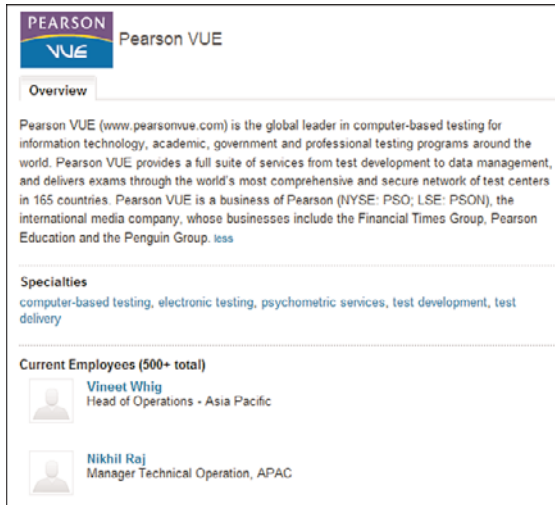 PEARSON
VUE
Pearson VUE
Overview
Pearson VUE (www.pearsonvue.com) is the global leader in computer-based testing for
information technology, academic, government and professional testing programs around the
world. Pearson VUE provides a full suite of services from test development to data management,
and delivers exams through the world's most comprehensive and secure network of test centers
in 165 countries. Pearson VUE is a business of Pearson (NYSE: PSO; LSE: PSON), the
international media company, whose businesses include the Financial Times Group, Pearson
Education and the Penguin Group. less
Specialties
computer-based testing, electronic testing, psychometric services, test development, test
delivery
Current Employees (500+ total)
Vineet Whig
Head of Operations - Asia Pacific
Nikhil Raj
Manager Technical Operation, APAC